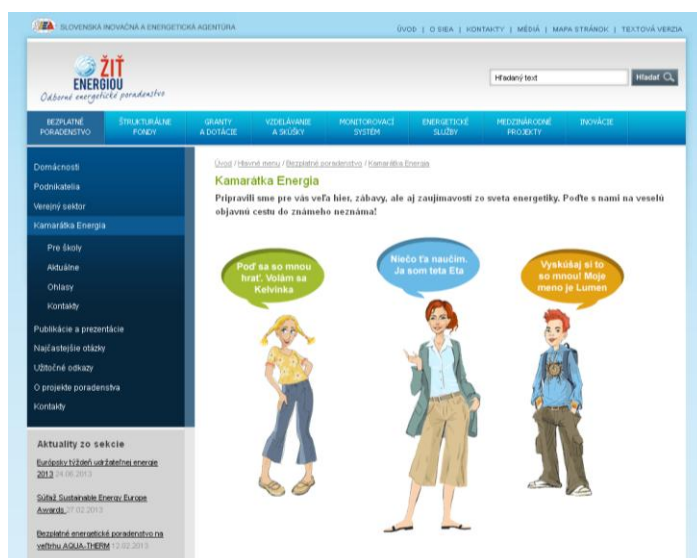 SIEA SLOVENSKÁ INOVAČNÁ A ENERGETICKÁ AGENTÚRA
ÚVOD | O SIEA | KONTAKTY | MÉDIÁ | MAPA STRÁNOK | TEXTOVÁ VERZIA
ŽIŤ
ENERGIOU
Odborné energetické poradenstvo
Hľadaný text
Hľadať
BEZPLATNÉ
PORADENSTVO
ŠTRUKTURÁLNE
FONDY
GRANTY
A DOTÁCIE
VZDELÁVANIE
A SKÚŠKY
MONITOROVACÍ
SYSTÉM
ENERGETICKÉ
SLUŽBY
MEDZINÁRODNÉ
PROJEKTY
INOVÁCIE
Domácnosti
Podnikatelia
Verejný sektor
Kamarátka Energia
Pre školy
Aktuálne
Ohlasy
Kontakty
Publikácie a prezentácie
Najčastejšie otázky
Užitočné odkazy
O projekte poradenstva
Kontakty
Aktuality zo sekcie
Európsky týždeň udržateľnej energie
2013 24.06.2013
Súťaž Sustainable Energy Europe
Awards 27.02.2013
Bezplatné energetické poradenstvo na
veľtrhu AQUA-THERM 12.02.2013
Úvod / Hlavné menu / Bezplatné poradenstvo / Kamarátka Energia
Kamarátka Energia
Pripravili sme pre vás veľa hier, zábavy, ale aj zaujímavostí zo sveta energetiky. Poďte s nami na veselú
objavnú cestu do známeho neznáma!
Poď sa so mnou
hrať. Volám sa
Kelvinka
Niečo ťa naučím.
Ja som teta Eta
Vyskúšaj si to
so mnou! Moje
meno je Lumen